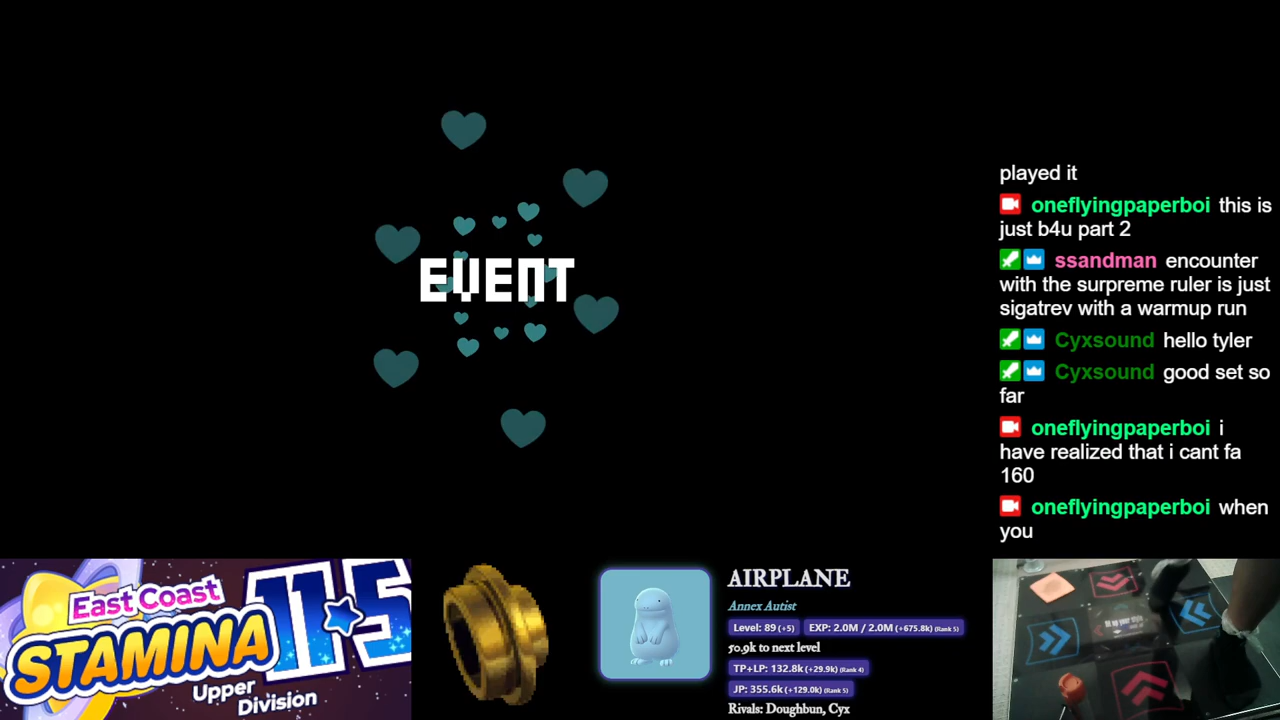 EVENT
played it
oneflyingpaperboi this is
just b4u part 2
ssandman encounter
with the surpreme ruler is just
sigatrev with a warmup run
Cyxsound hello tyler
Cyxsound good set so
far
oneflyingpaperboi i
have realized that i cant fa
160
oneflyingpaperboi when
you
East Coast
STAMINA 11.5
Upper
Division
AIRPLANE
Annex Autist
Level: 89 (+5) EXP: 2.0M / 2.0M (+675.8k) (Rank 5)
50.9k to next level
TP+LP: 132.8k (+29.9k) (Rank 4)
JP: 355.6k (+129.0k) (Rank 5)
Rivals: Doughbun, Cyx